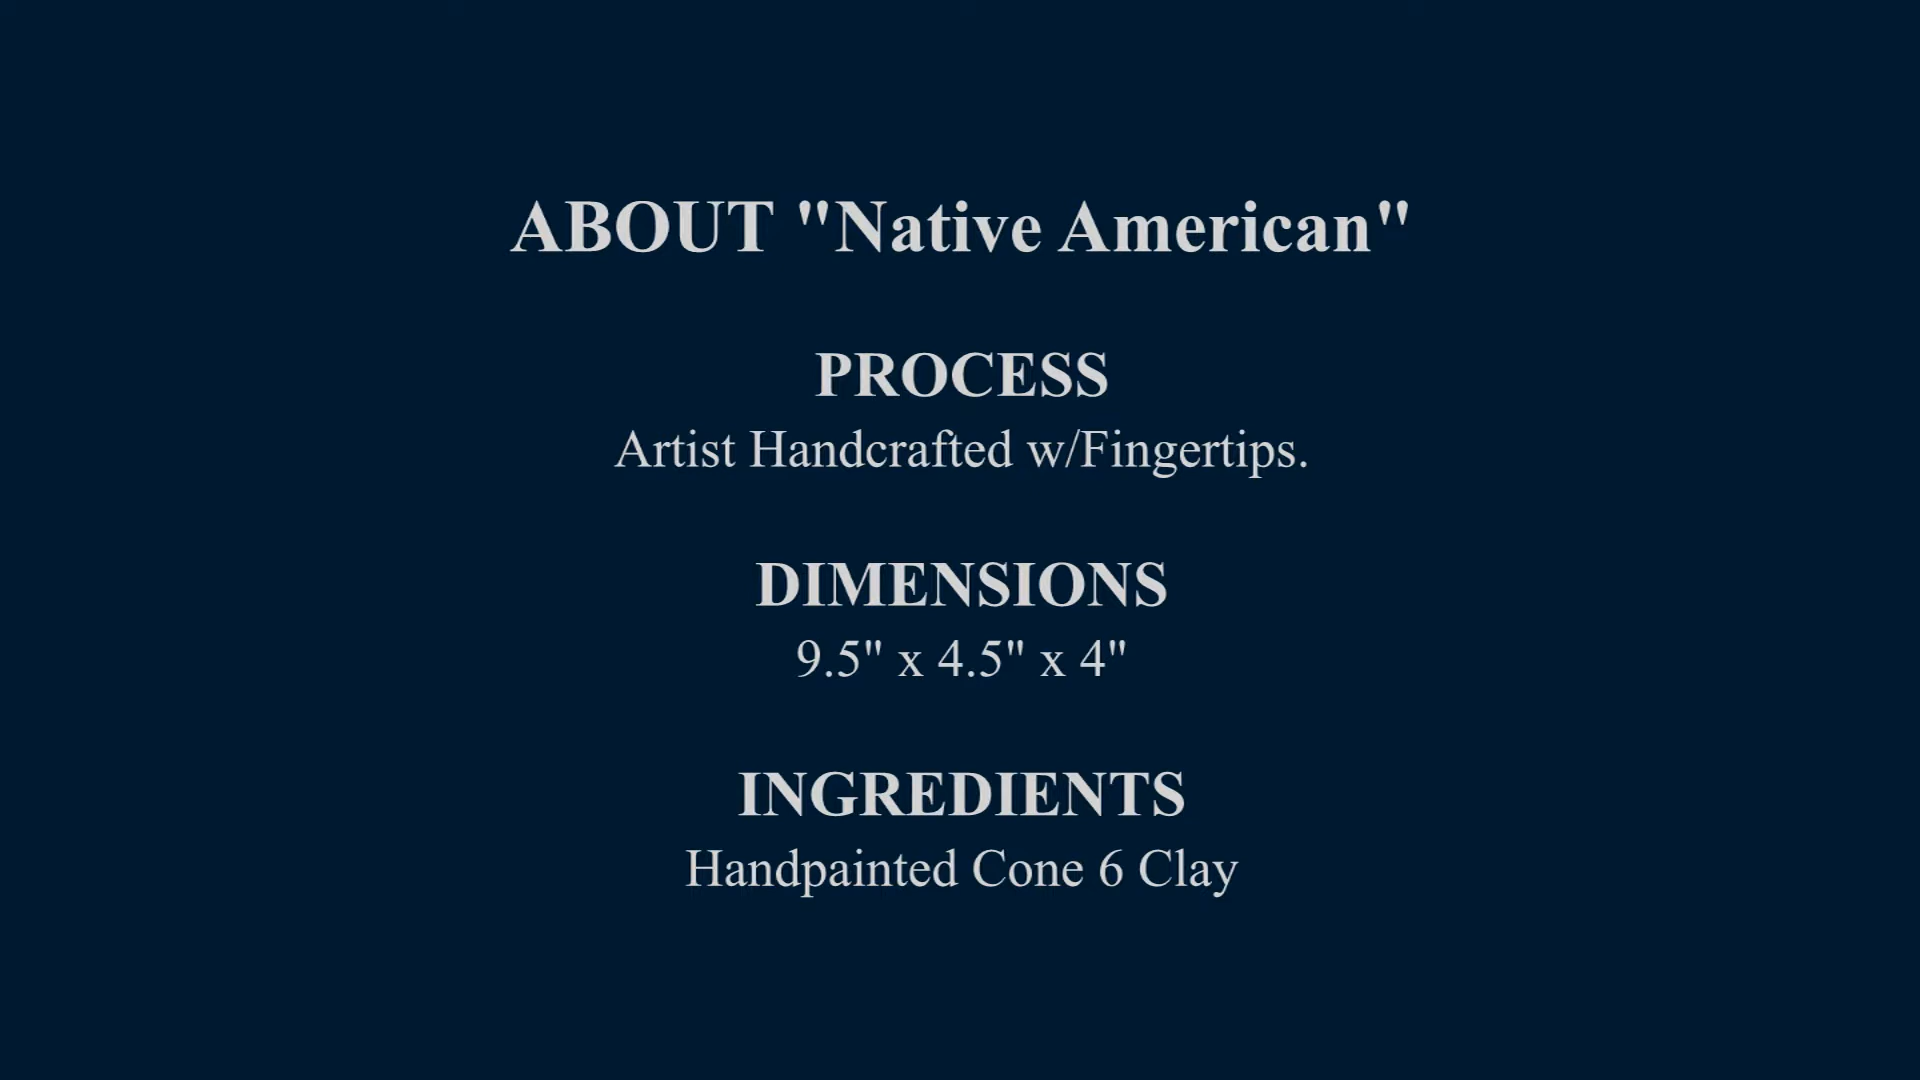 ABOUT "Native American"
PROCESS
Artist Handcrafted w/Fingertips.
DIMENSIONS
9.5" x 4.5" x 4"
INGREDIENTS
Handpainted Cone 6 Clay